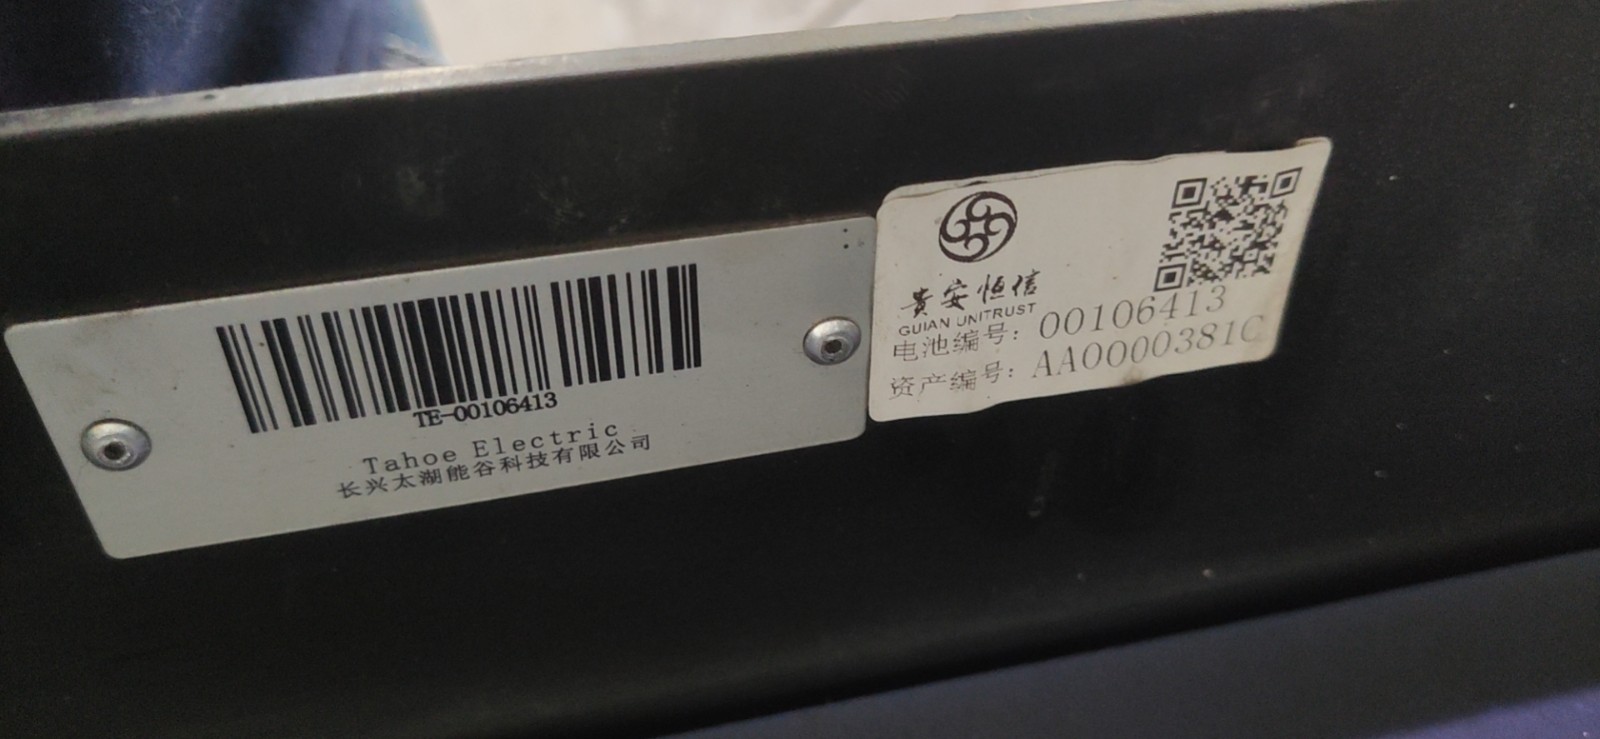 TE-00106413
Tahoe Electric
长兴太湖能谷科技有限公司
贵安恒信
GUIAN UNITRUST
电池编号：00106413
资产编号：AA0000381C